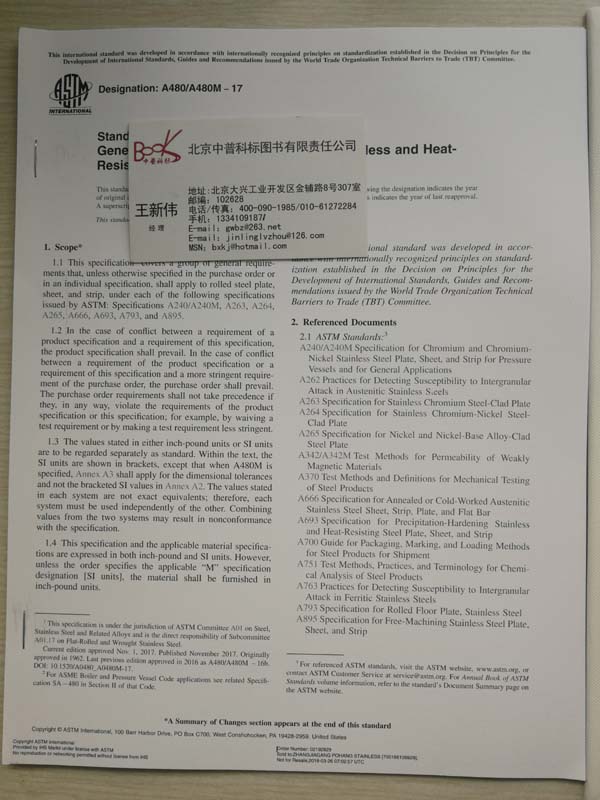 This international standard was developed in accordance with internationally recognized principles on standardization established in the Decision on Principles for the
Development of International Standards, Guides and Recommendations issued by the World Trade Organization Technical Barriers to Trade (TBT) Committee.
ASTM
INTERNATIONAL
Designation: A480/A480M – 17
Stand
Gene
less and Heat-
Resis
This standa
ving the designation indicates the year
of original
s indicates the year of last reapproval.
A superscrip
This standa
BOOKS
中普科标
北京中普科标图书有限责任公司
王新伟
经理
地址:北京大兴工业开发区金辅路8号307室
邮编:102628
电话/传真:400-090-1985/010-61272284
手机:13341091877
E-mail:gwbz@263.net
E-mail:jinlinglvzhou@126.com
MSN:bxkj@hotmail.com
1. Scope*
1.1 This specification covers a group of general require-
ments that, unless otherwise specified in the purchase order or
in an individual specification, shall apply to rolled steel plate,
sheet, and strip, under each of the following specifications
issued by ASTM: Specifications A240/A240M, A263, A264,
A265, A666, A693, A793, and A895.
1.2 In the case of conflict between a requirement of a
product specification and a requirement of this specification,
the product specification shall prevail. In the case of conflict
between a requirement of the product specification or a
requirement of this specification and a more stringent require-
ment of the purchase order, the purchase order shall prevail.
The purchase order requirements shall not take precedence if
they, in any way, violate the requirements of the product
specification or this specification; for example, by waiving a
test requirement or by making a test requirement less stringent.
1.3 The values stated in either inch-pound units or SI units
are to be regarded separately as standard. Within the text, the
SI units are shown in brackets, except that when A480M is
specified, Annex A3 shall apply for the dimensional tolerances
and not the bracketed SI values in Annex A2. The values stated
in each system are not exact equivalents; therefore, each
system must be used independently of the other. Combining
values from the two systems may result in nonconformance
with the specification.
1.4 This specification and the applicable material specifica-
tions are expressed in both inch-pound and SI units. However,
unless the order specifies the applicable “M” specification
designation [SI units], the material shall be furnished in
inch-pound units.
1 This specification is under the jurisdiction of ASTM Committee A01 on Steel,
Stainless Steel and Related Alloys and is the direct responsibility of Subcommittee
A01.17 on Flat-Rolled and Wrought Stainless Steel.
Current edition approved Nov. 1, 2017. Published November 2017. Originally
approved in 1962. Last previous edition approved in 2016 as A480/A480M – 16b.
DOI: 10.1520/A0480_A0480M-17.
2 For ASME Boiler and Pressure Vessel Code applications see related Specifi-
cation SA – 480 in Section II of that Code.
ional standard was developed in accor-
dance with internationally recognized principles on standard-
ization established in the Decision on Principles for the
Development of International Standards, Guides and Recom-
mendations issued by the World Trade Organization Technical
Barriers to Trade (TBT) Committee.
2. Referenced Documents
2.1 ASTM Standards:3
A240/A240M Specification for Chromium and Chromium-
Nickel Stainless Steel Plate, Sheet, and Strip for Pressure
Vessels and for General Applications
A262 Practices for Detecting Susceptibility to Intergranular
Attack in Austenitic Stainless Steels
A263 Specification for Stainless Chromium Steel-Clad Plate
A264 Specification for Stainless Chromium-Nickel Steel-
Clad Plate
A265 Specification for Nickel and Nickel-Base Alloy-Clad
Steel Plate
A342/A342M Test Methods for Permeability of Weakly
Magnetic Materials
A370 Test Methods and Definitions for Mechanical Testing
of Steel Products
A666 Specification for Annealed or Cold-Worked Austenitic
Stainless Steel Sheet, Strip, Plate, and Flat Bar
A693 Specification for Precipitation-Hardening Stainless
and Heat-Resisting Steel Plate, Sheet, and Strip
A700 Guide for Packaging, Marking, and Loading Methods
for Steel Products for Shipment
A751 Test Methods, Practices, and Terminology for Chemi-
cal Analysis of Steel Products
A763 Practices for Detecting Susceptibility to Intergranular
Attack in Ferritic Stainless Steels
A793 Specification for Rolled Floor Plate, Stainless Steel
A895 Specification for Free-Machining Stainless Steel Plate,
Sheet, and Strip
3 For referenced ASTM standards, visit the ASTM website, www.astm.org, or
contact ASTM Customer Service at service@astm.org. For Annual Book of ASTM
Standards volume information, refer to the standard's Document Summary page on
the ASTM website.
*A Summary of Changes section appears at the end of this standard
Copyright © ASTM International, 100 Barr Harbor Drive, PO Box C700, West Conshohocken, PA 19428-2959. United States
Copyright ASTM International
Provided by IHS Markit under license with ASTM
No reproduction or networking permitted without license from IHS
Order Number: 02192929
Sold to:ZHANGJIAGANG POHANG STAINLESS
Not for Resale,2018-03-26 07:02:57 UTC